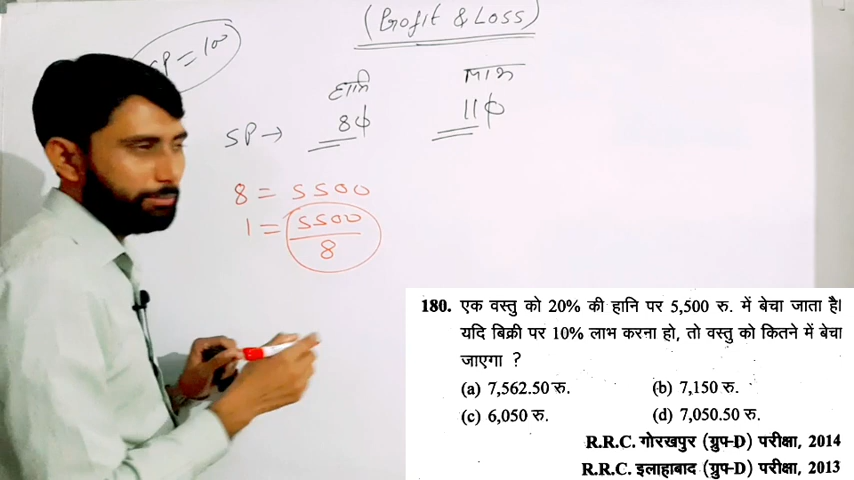 (Profit & Loss)
SP = 100
हानि लाभ
SP → 80 110
8 = 5500
1 = 5500/8
180. एक वस्तु को 20% की हानि पर 5,500 रु. में बेचा जाता है।
यदि बिक्री पर 10% लाभ करना हो, तो वस्तु को कितने में बेचा
जाएगा ?
(a) 7,562.50 रु. (b) 7,150 रु.
(c) 6,050 रु. (d) 7,050.50 रु.
R.R.C. गोरखपुर (ग्रुप-D) परीक्षा, 2014
R.R.C. इलाहाबाद (ग्रुप-D) परीक्षा, 2013